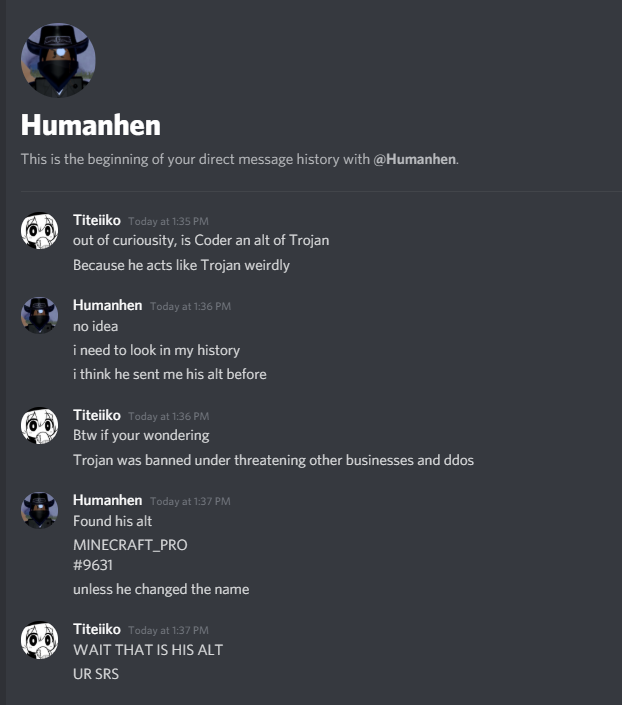 Humanhen
This is the beginning of your direct message history with @Humanhen.
Titeiiko Today at 1:35 PM
out of curiousity, is Coder an alt of Trojan
Because he acts like Trojan weirdly
Humanhen Today at 1:36 PM
no idea
i need to look in my history
i think he sent me his alt before
Titeiiko Today at 1:36 PM
Btw if your wondering
Trojan was banned under threatening other businesses and ddos
Humanhen Today at 1:37 PM
Found his alt
MINECRAFT_PRO
#9631
unless he changed the name
Titeiiko Today at 1:37 PM
WAIT THAT IS HIS ALT
UR SRS